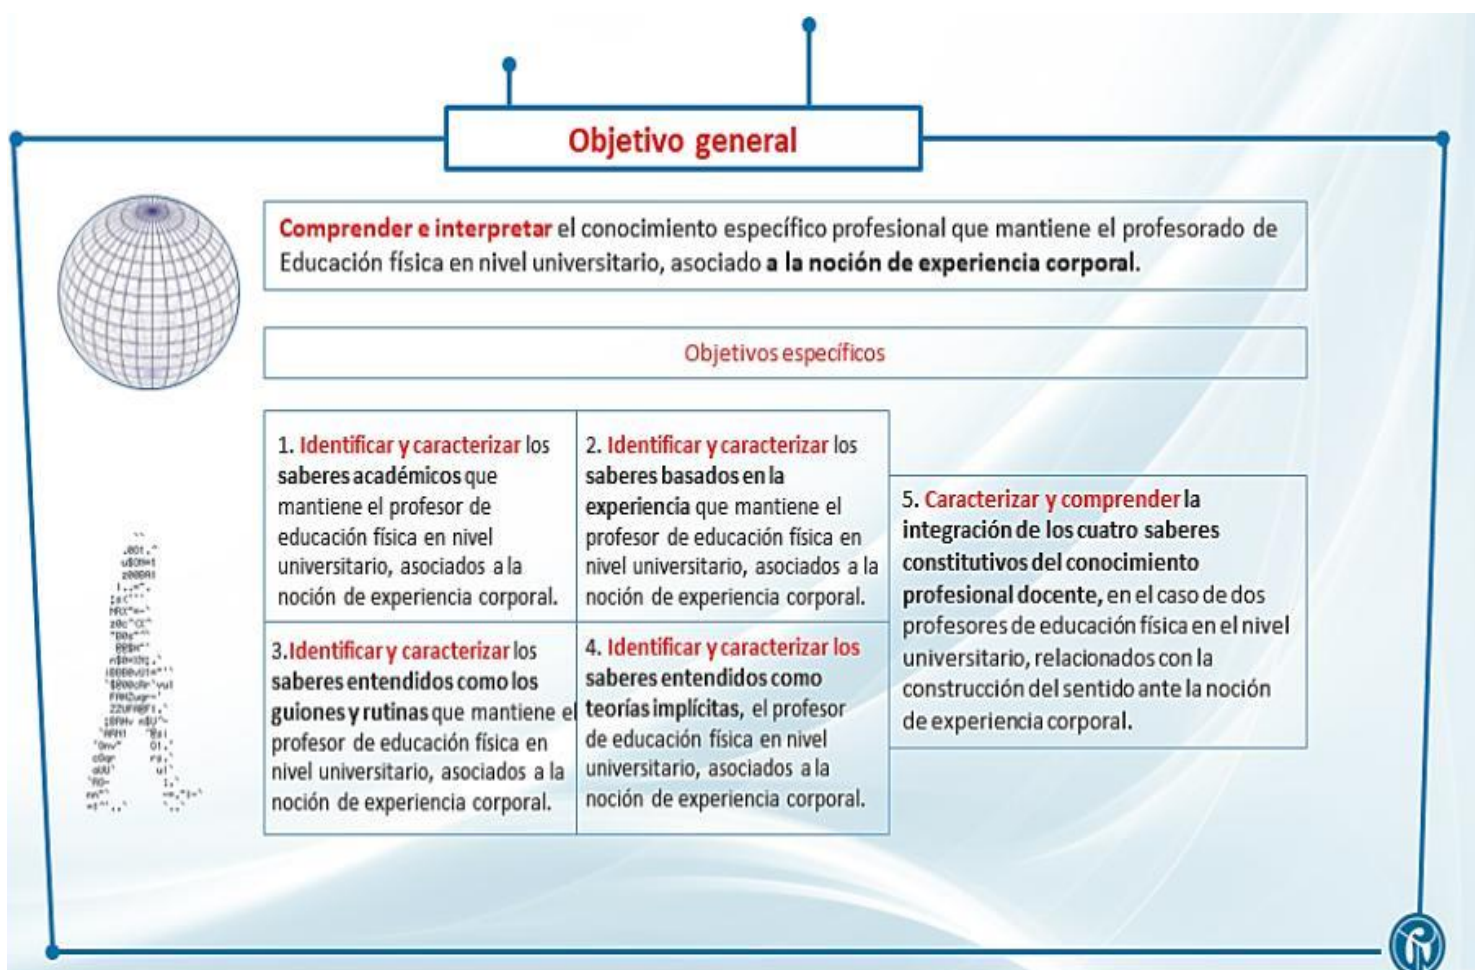 Objetivo general
Comprender e interpretar el conocimiento específico profesional que mantiene el profesorado de
Educación física en nivel universitario, asociado a la noción de experiencia corporal.
Objetivos específicos
1. Identificar y caracterizar los
saberes académicos que
mantiene el profesor de
educación física en nivel
universitario, asociados a la
noción de experiencia corporal.
2. Identificar y caracterizar los
saberes basados en la
experiencia que mantiene el
profesor de educación física en
nivel universitario, asociados a la
noción de experiencia corporal.
3.Identificar y caracterizar los
saberes entendidos como los
guiones y rutinas que mantiene el
profesor de educación física en
nivel universitario, asociados a la
noción de experiencia corporal.
4. Identificar y caracterizar los
saberes entendidos como
teorías implícitas, el profesor
de educación física en nivel
universitario, asociados a la
noción de experiencia corporal.
5. Caracterizar y comprender la
integración de los cuatro saberes
constitutivos del conocimiento
profesional docente, en el caso de dos
profesores de educación física en el nivel
universitario, relacionados con la
construcción del sentido ante la noción
de experiencia corporal.